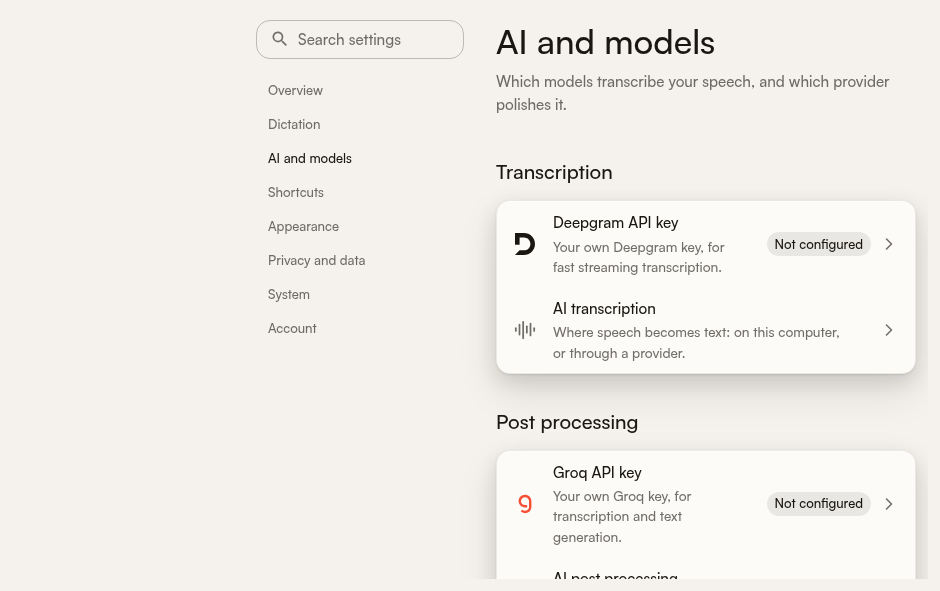 Search settings
Overview
Dictation
AI and models
Shortcuts
Appearance
Privacy and data
System
Account
AI and models
Which models transcribe your speech, and which provider
polishes it.
Transcription
Deepgram API key
Your own Deepgram key, for
fast streaming transcription.
Not configured
AI transcription
Where speech becomes text: on this computer,
or through a provider.
Post processing
Groq API key
Your own Groq key, for
transcription and text
generation.
Not configured
AI post processing